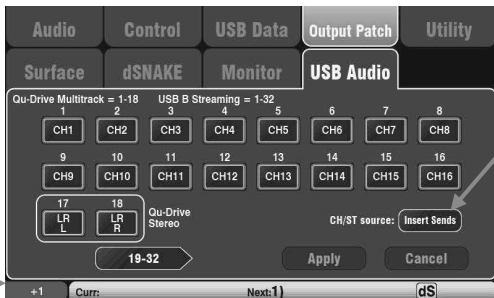 Audio Control USB Data Output Patch Utility
Surface dSNAKE Monitor USB Audio
Qu-Drive Multitrack = 1-18 USB B Streaming = 1-32
1 2 3 4 5 6 7 8
CH1 CH2 CH3 CH4 CH5 CH6 CH7 CH8
9 10 11 12 13 14 15 16
CH9 CH10 CH11 CH12 CH13 CH14 CH15 CH16
17 18
LR L LR R Qu-Drive Stereo
CH/ST source: Insert Sends
19-32 Apply Cancel
+1 Curr: Next:1) dS